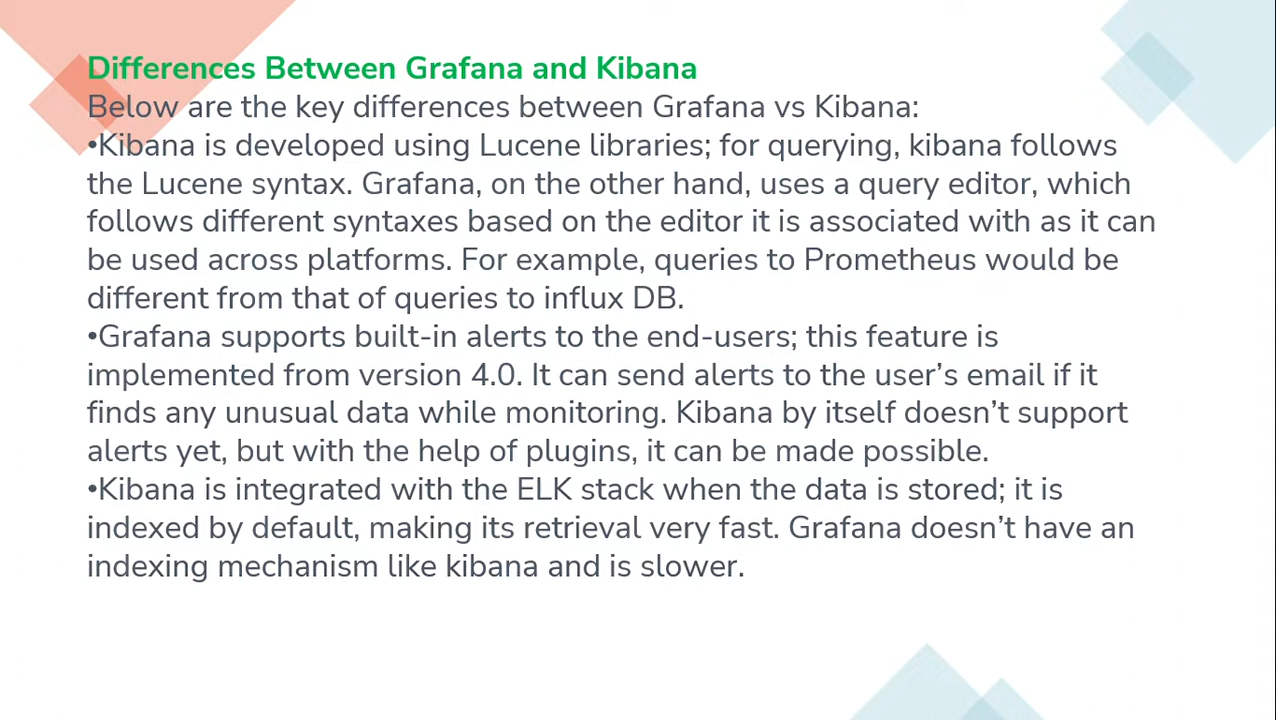 Differences Between Grafana and Kibana
Below are the key differences between Grafana vs Kibana:
•Kibana is developed using Lucene libraries; for querying, kibana follows
the Lucene syntax. Grafana, on the other hand, uses a query editor, which
follows different syntaxes based on the editor it is associated with as it can
be used across platforms. For example, queries to Prometheus would be
different from that of queries to influx DB.
•Grafana supports built-in alerts to the end-users; this feature is
implemented from version 4.0. It can send alerts to the user’s email if it
finds any unusual data while monitoring. Kibana by itself doesn’t support
alerts yet, but with the help of plugins, it can be made possible.
•Kibana is integrated with the ELK stack when the data is stored; it is
indexed by default, making its retrieval very fast. Grafana doesn’t have an
indexing mechanism like kibana and is slower.